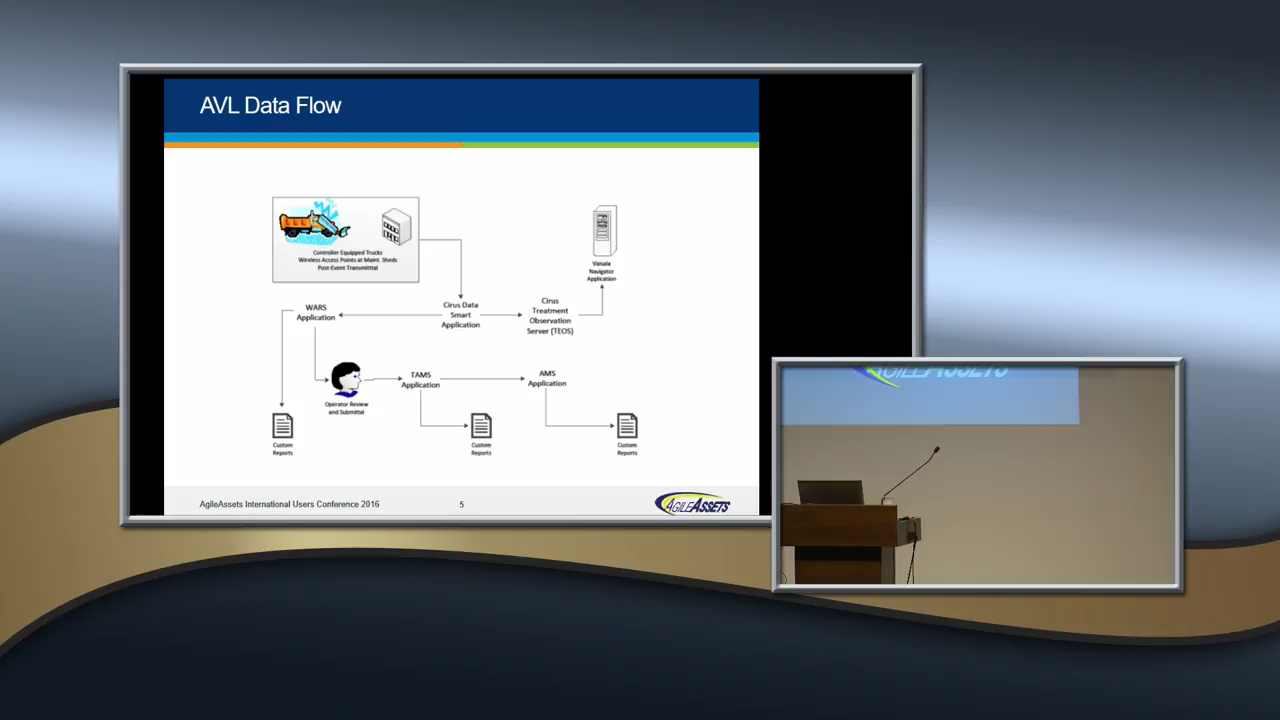 AVL Data Flow
Controller Equipped Trucks
Wireless Access Points at Maint. Sheds
Post-Event Transmittal
Vaisala
Navigator
Application
WARS
Application
Cirus Data
Smart
Application
Cirus
Treatment
Observation
Server (TEOS)
Operator Review
and Submittal
TAMS
Application
AMS
Application
Custom
Reports
Custom
Reports
Custom
Reports
AgileAssets International Users Conference 2016
5
AGILEASSETS
AGILEASSETS